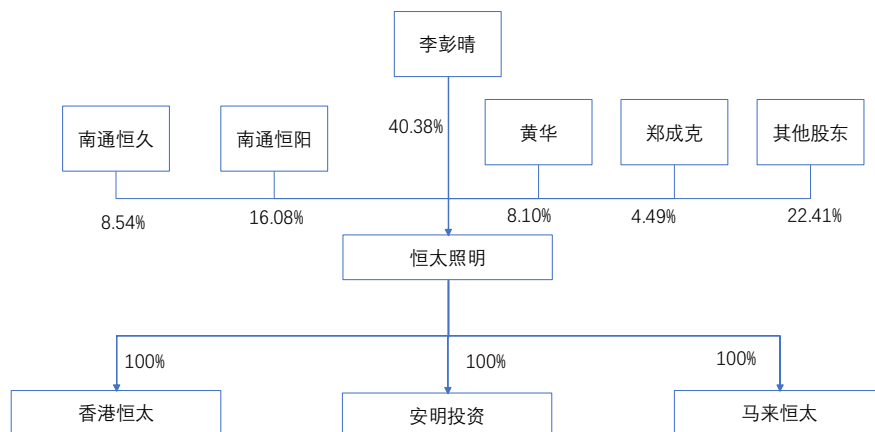 李彭晴
40.38%
南通恒久
南通恒阳
黄华
郑成克
其他股东
8.54%
16.08%
8.10%
4.49%
22.41%
恒太照明
100%
100%
100%
香港恒太
安明投资
马来恒太